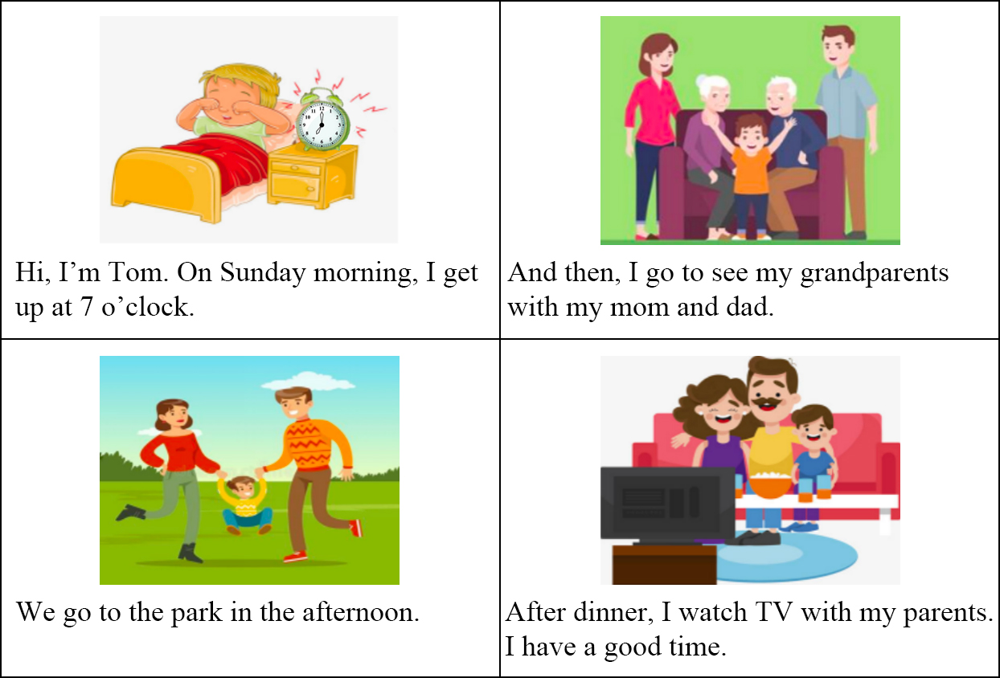 Hi, I’m Tom. On Sunday morning, I get
up at 7 o’clock.
And then, I go to see my grandparents
with my mom and dad.
We go to the park in the afternoon.
After dinner, I watch TV with my parents.
I have a good time.